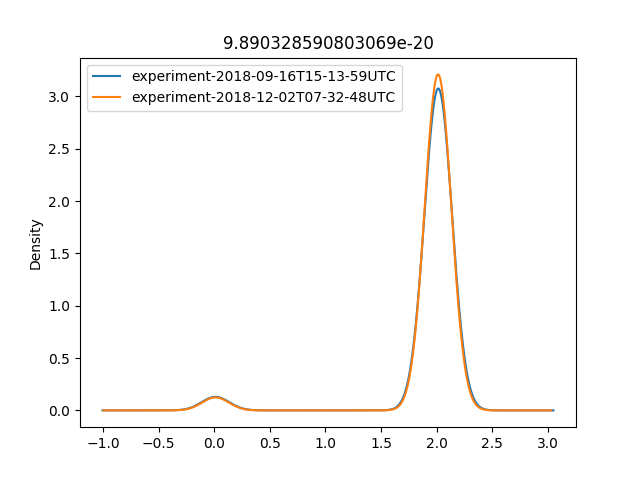 9.890328590803069e-20
experiment-2018-09-16T15-13-59UTC
experiment-2018-12-02T07-32-48UTC
Density
3.0
2.5
2.0
1.5
1.0
0.5
0.0
−1.0 −0.5 0.0 0.5 1.0 1.5 2.0 2.5 3.0